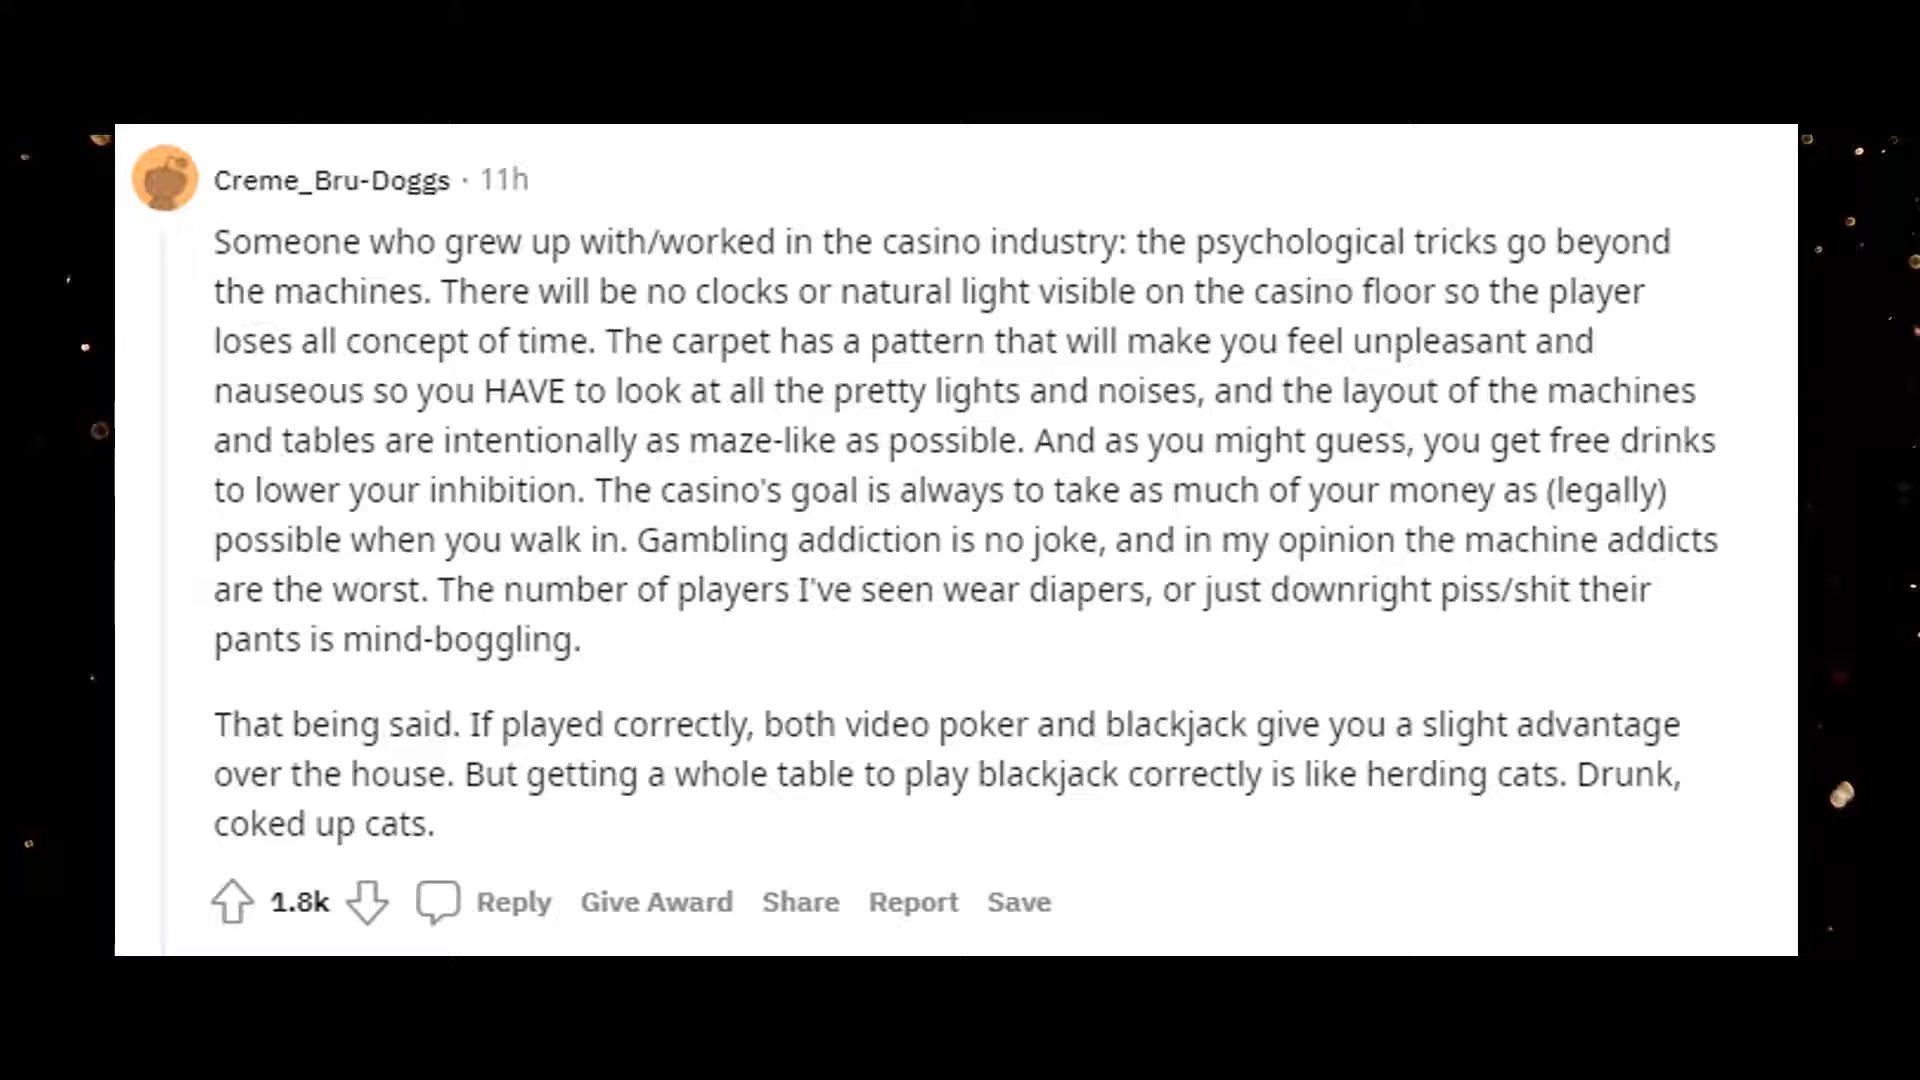 Creme_Bru-Doggs · 11h
Someone who grew up with/worked in the casino industry: the psychological tricks go beyond
the machines. There will be no clocks or natural light visible on the casino floor so the player
loses all concept of time. The carpet has a pattern that will make you feel unpleasant and
nauseous so you HAVE to look at all the pretty lights and noises, and the layout of the machines
and tables are intentionally as maze-like as possible. And as you might guess, you get free drinks
to lower your inhibition. The casino's goal is always to take as much of your money as (legally)
possible when you walk in. Gambling addiction is no joke, and in my opinion the machine addicts
are the worst. The number of players I've seen wear diapers, or just downright piss/shit their
pants is mind-boggling.
That being said. If played correctly, both video poker and blackjack give you a slight advantage
over the house. But getting a whole table to play blackjack correctly is like herding cats. Drunk,
coked up cats.
1.8k Reply Give Award Share Report Save